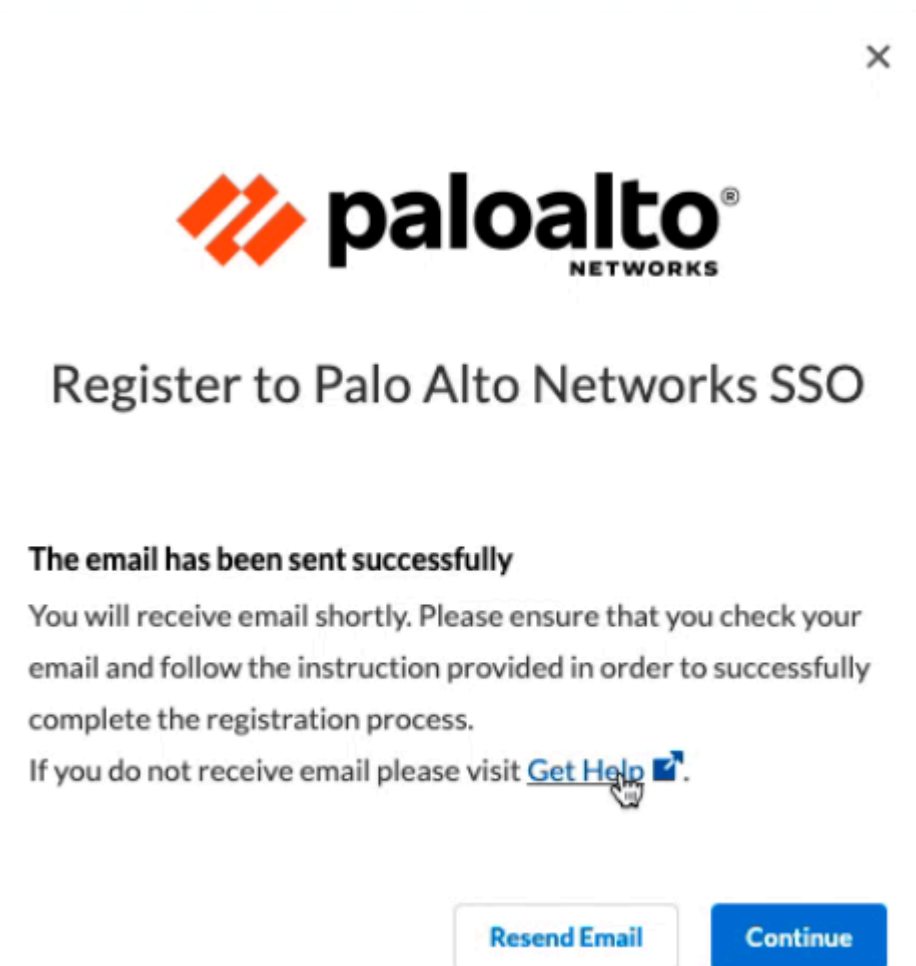 paloalto®
NETWORKS
Register to Palo Alto Networks SSO
The email has been sent successfully
You will receive email shortly. Please ensure that you check your
email and follow the instruction provided in order to successfully
complete the registration process.
If you do not receive email please visit Get Help.
Resend Email
Continue